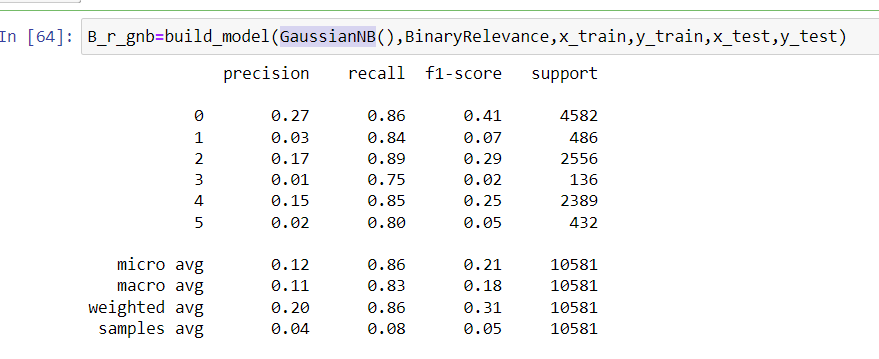 In [64]: B_r_gnb=build_model(GaussianNB(),BinaryRelevance,x_train,y_train,x_test,y_test)
precision recall f1-score support
0 0.27 0.86 0.41 4582
1 0.03 0.84 0.07 486
2 0.17 0.89 0.29 2556
3 0.01 0.75 0.02 136
4 0.15 0.85 0.25 2389
5 0.02 0.80 0.05 432
micro avg 0.12 0.86 0.21 10581
macro avg 0.11 0.83 0.18 10581
weighted avg 0.20 0.86 0.31 10581
samples avg 0.04 0.08 0.05 10581